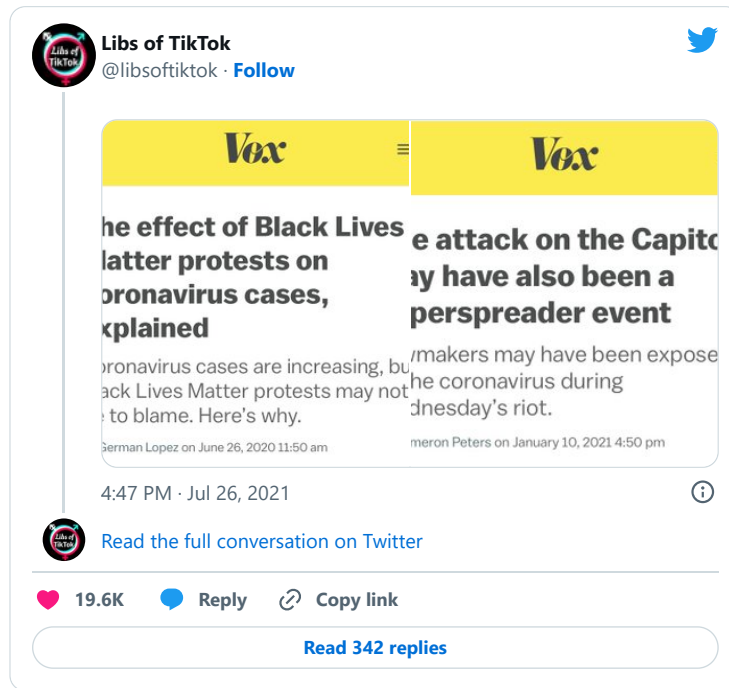 Libs of TikTok
@libsoftiktok · Follow
Vox
he effect of Black Lives
latter protests on
oronavirus cases,
xplained
oronavirus cases are increasing, bu
ack Lives Matter protests may not
to blame. Here's why.
German Lopez on June 26, 2020 11:50 am
Vox
e attack on the Capito
ay have also been a
perspreader event
makers may have been expose
he coronavirus during
dnesday's riot.
meron Peters on January 10, 2021 4:50 pm
4:47 PM · Jul 26, 2021
Read the full conversation on Twitter
19.6K Reply Copy link
Read 342 replies